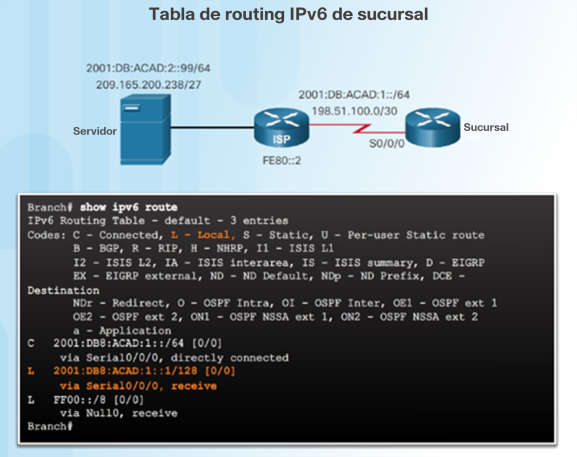 Tabla de routing IPv6 de sucursal
2001:DB:ACAD:2::99/64
209.165.200.238/27
2001:DB:ACAD:1::/64
198.51.100.0/30
Servidor
ISP
Sucursal
S0/0/0
FE80::2
Branch# show ipv6 route
IPv6 Routing Table - default - 3 entries
Codes: C - Connected, L - Local, S - Static, U - Per-user Static route
B - BGP, R - RIP, H - NHRP, I1 - ISIS L1
I2 - ISIS L2, IA - ISIS interarea, IS - ISIS summary, D - EIGRP
EX - EIGRP external, ND - ND Default, NDp - ND Prefix, DCE -
Destination
NDr - Redirect, O - OSPF Intra, OI - OSPF Inter, OE1 - OSPF ext 1
OE2 - OSPF ext 2, ON1 - OSPF NSSA ext 1, ON2 - OSPF NSSA ext 2
a - Application
C 2001:DB8:ACAD:1::/64 [0/0]
via Serial0/0/0, directly connected
L 2001:DB8:ACAD:1::1/128 [0/0]
via Serial0/0/0, receive
L FF00::/8 [0/0]
via Null0, receive
Branch#